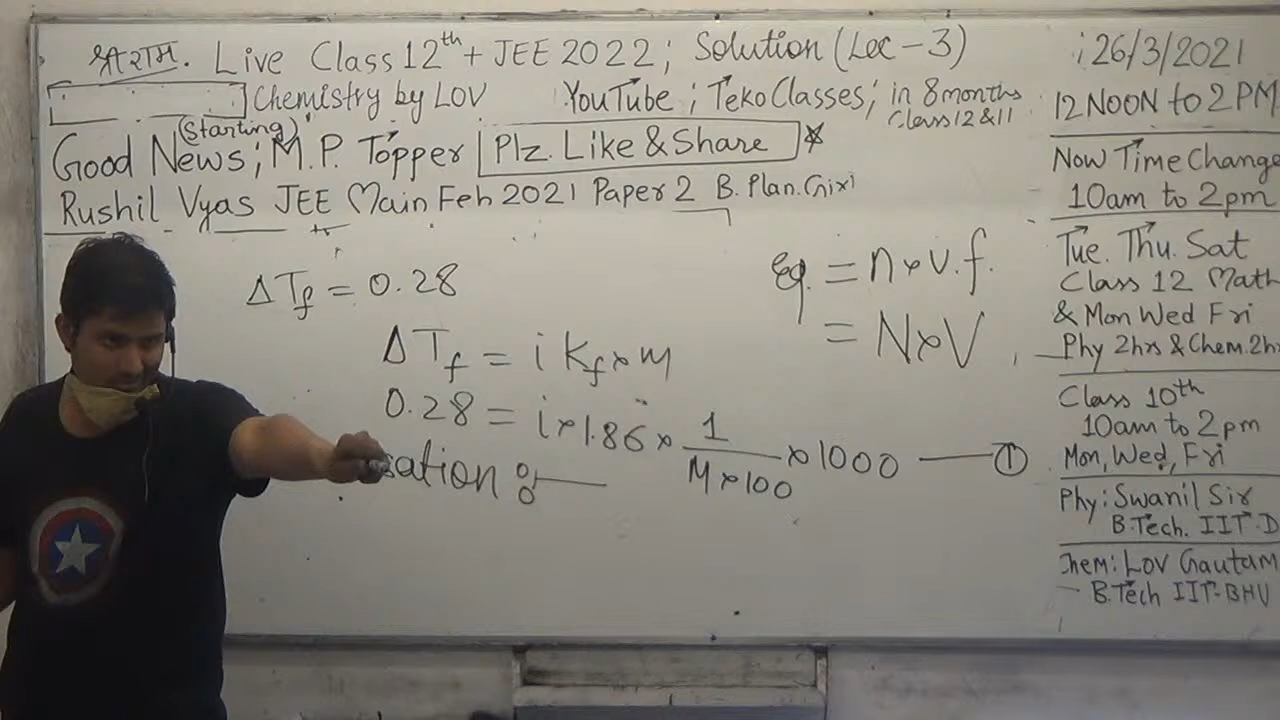 श्री राम. Live Class 12th + JEE 2022 ; Solution (Lec - 3)
Chemistry by LOV YouTube ; TekoClasses ; in 8 months
Class 12 & 11
(Starting)
Good News ; M.P. Topper Plz. Like & Share
Rushil Vyas JEE Main Feb 2021 Paper 2 B. Plan.
ΔTf = 0.28
ΔTf = i Kf × m
0.28 = i × 1.86 × 1/(M × 100) × 1000 —— ①
sation :—
Eq. = n × v.f.
= N × V
26/3/2021
12 NOON to 2 PM
Now Time Change
10am to 2pm
Tue. Thu. Sat
Class 12 Math
& Mon Wed Fri
Phy 2hrs & Chem. 2h
Class 10th
10am to 2pm
Mon, Wed, Fri
Phy : Swanil Sir
B.Tech. IIT-D
Chem : Lov Gautam
B.Tech IIT-BHU